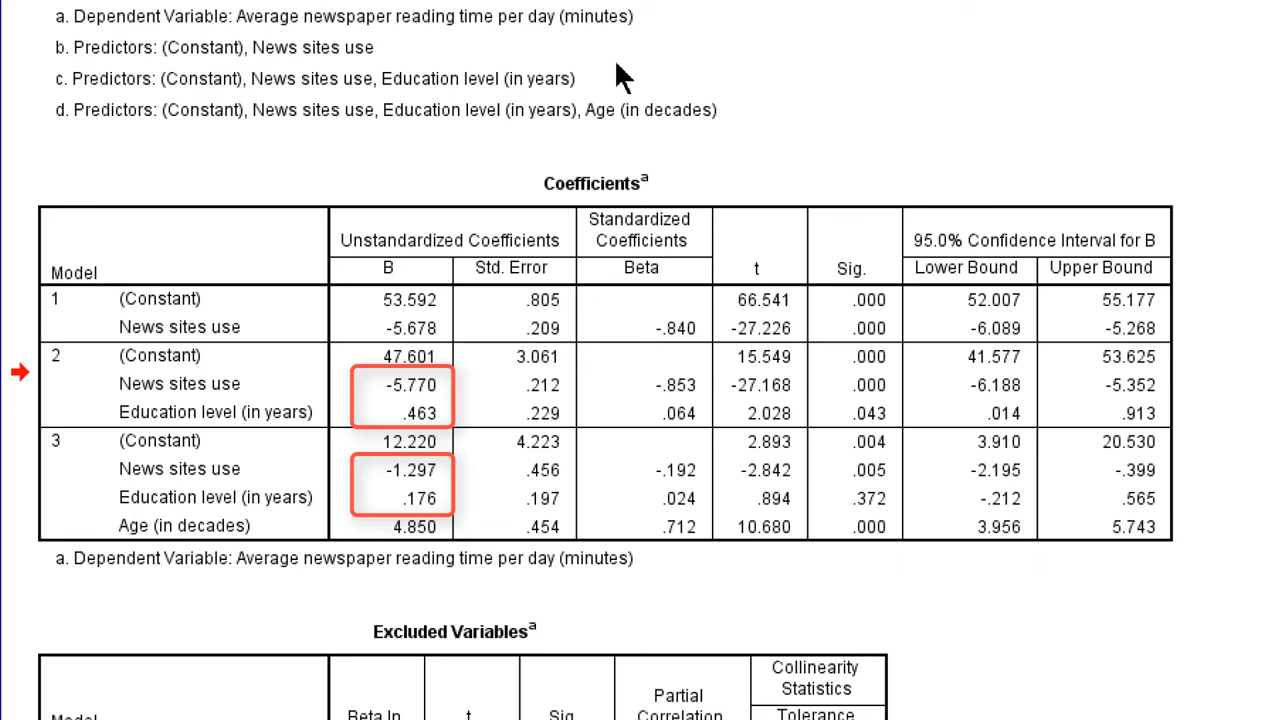 a. Dependent Variable: Average newspaper reading time per day (minutes)
b. Predictors: (Constant), News sites use
c. Predictors: (Constant), News sites use, Education level (in years)
d. Predictors: (Constant), News sites use, Education level (in years), Age (in decades)
Coefficientsa
Model Unstandardized Coefficients Standardized Coefficients t Sig. 95.0% Confidence Interval for B
B Std. Error Beta Lower Bound Upper Bound
1 (Constant) 53.592 .805 66.541 .000 52.007 55.177
News sites use -5.678 .209 -.840 -27.226 .000 -6.089 -5.268
2 (Constant) 47.601 3.061 15.549 .000 41.577 53.625
News sites use -5.770 .212 -.853 -27.168 .000 -6.188 -5.352
Education level (in years) .463 .229 .064 2.028 .043 .014 .913
3 (Constant) 12.220 4.223 2.893 .004 3.910 20.530
News sites use -1.297 .456 -.192 -2.842 .005 -2.195 -.399
Education level (in years) .176 .197 .024 .894 .372 -.212 .565
Age (in decades) 4.850 .454 .712 10.680 .000 3.956 5.743
a. Dependent Variable: Average newspaper reading time per day (minutes)
Excluded Variablesa
Model Beta In t Sig. Partial Correlation Collinearity Statistics
Tolerance